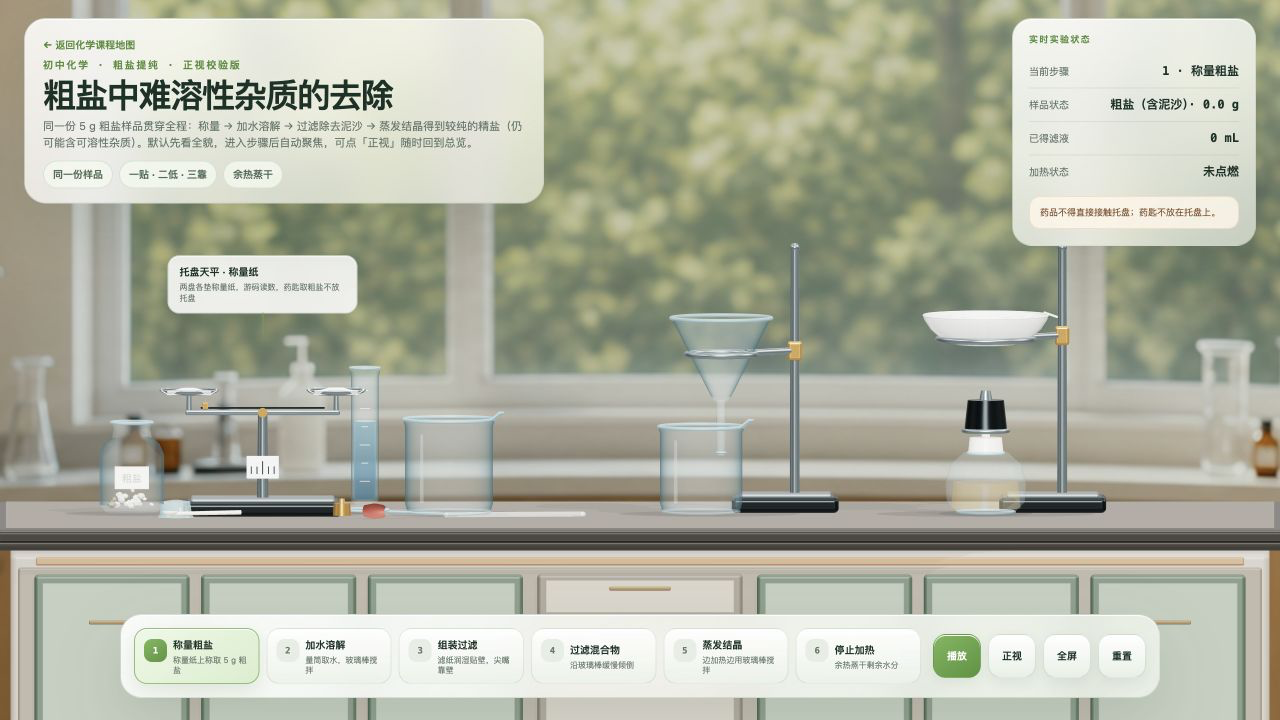 ← 返回化学课程地图
初中化学 · 粗盐提纯 · 正视校验版
粗盐中难溶性杂质的去除
同一份 5 g 粗盐样品贯穿全程：称量 → 加水溶解 → 过滤除去泥沙 → 蒸发结晶得到较纯的精盐（仍
可能含可溶性杂质）。默认先看全貌，进入步骤后自动聚焦，可点「正视」随时回到总览。
同一份样品
一贴 · 二低 · 三靠
余热蒸干
实时实验状态
当前步骤 1 · 称量粗盐
样品状态 粗盐（含泥沙）· 0.0 g
已得滤液 0 mL
加热状态 未点燃
药品不得直接接触托盘；药匙不放在托盘上。
托盘天平 · 称量纸
两盘各垫称量纸，游码读数，药匙取粗盐不放
托盘
粗盐
1 称量粗盐
称量纸上称取 5 g 粗
盐
2 加水溶解
量筒取水，玻璃棒搅
拌
3 组装过滤
滤纸润湿贴壁，尖嘴
靠壁
4 过滤混合物
沿玻璃棒缓慢倾倒
5 蒸发结晶
边加热边用玻璃棒搅
拌
6 停止加热
余热蒸干剩余水分
播放
正视
全屏
重置